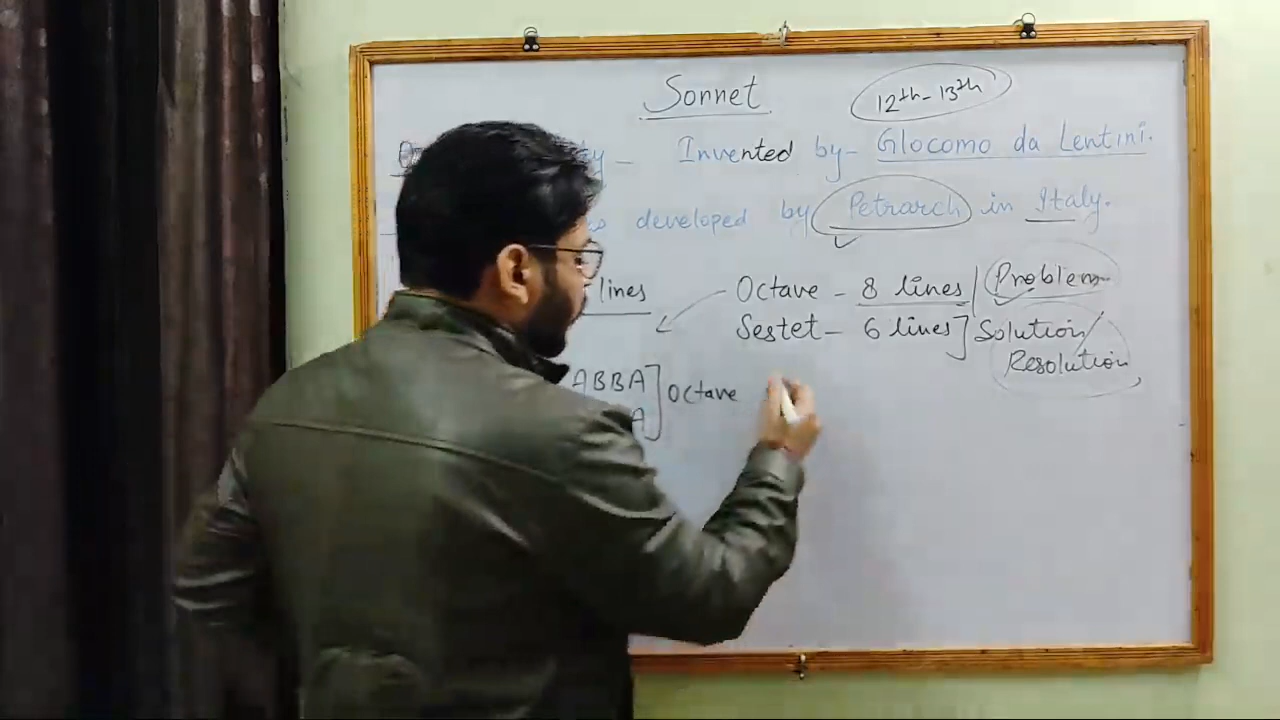 Sonnet
12th - 13th
Invented by - Glocomo da Lentini.
developed by Petrarch in Italy.
lines
Octave - 8 lines / Problem
Sestet - 6 lines ] Solution /
Resolution
ABBA ] Octave
A